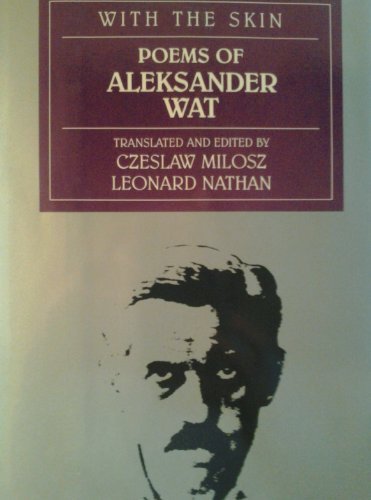 WITH THE SKIN
POEMS OF
ALEKSANDER
WAT
TRANSLATED AND EDITED BY
CZESLAW MILOSZ
LEONARD NATHAN